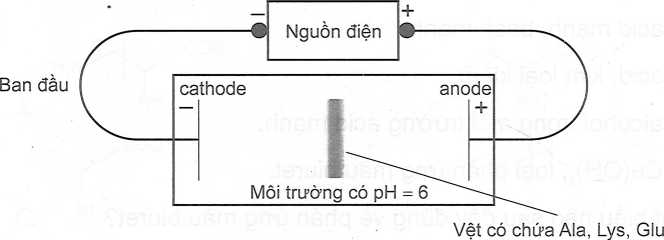 Nguồn điện
− +
Ban đầu
cathode anode
− +
Môi trường có pH = 6
Vệt có chứa Ala, Lys, Glu